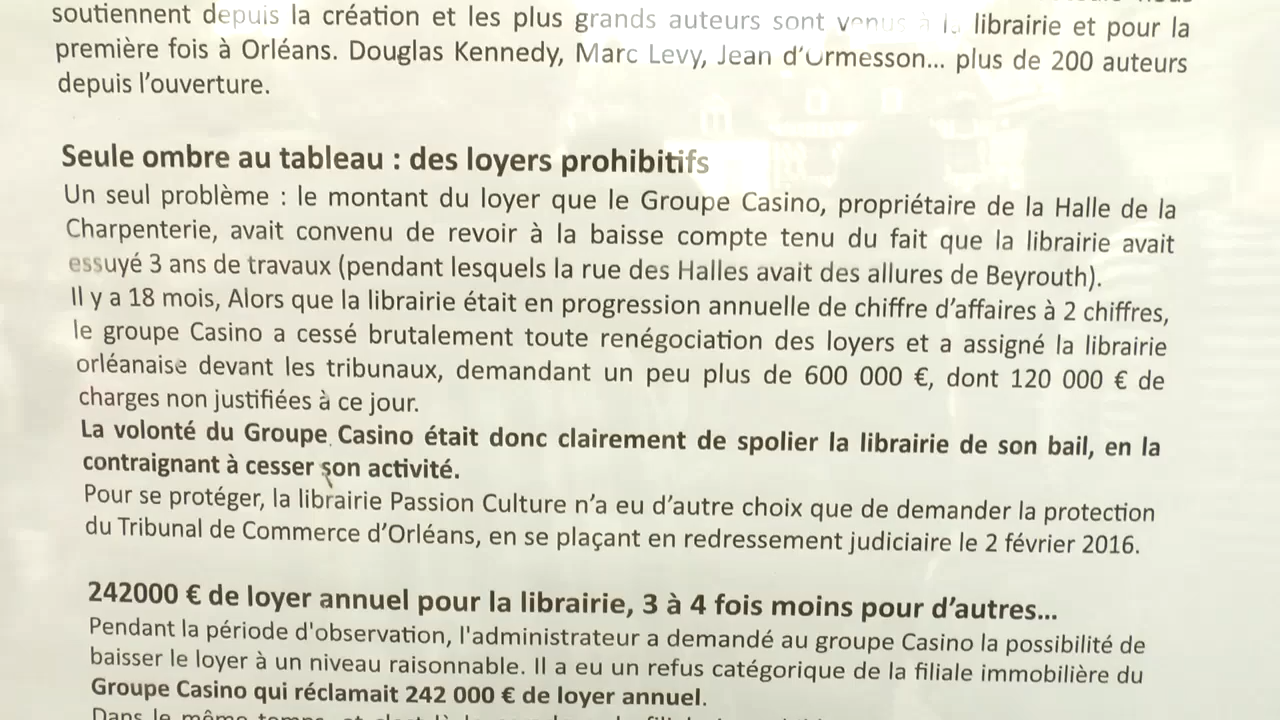 soutiennent depuis la création et les plus grands auteurs sont venus à la librairie et pour la
première fois à Orléans. Douglas Kennedy, Marc Levy, Jean d'Ormesson... plus de 200 auteurs
depuis l'ouverture.
Seule ombre au tableau : des loyers prohibitifs
Un seul problème : le montant du loyer que le Groupe Casino, propriétaire de la Halle de la
Charpenterie, avait convenu de revoir à la baisse compte tenu du fait que la librairie avait
essuyé 3 ans de travaux (pendant lesquels la rue des Halles avait des allures de Beyrouth).
Il y a 18 mois, Alors que la librairie était en progression annuelle de chiffre d'affaires à 2 chiffres,
le groupe Casino a cessé brutalement toute renégociation des loyers et a assigné la librairie
orléanaise devant les tribunaux, demandant un peu plus de 600 000 €, dont 120 000 € de
charges non justifiées à ce jour.
La volonté du Groupe Casino était donc clairement de spolier la librairie de son bail, en la
contraignant à cesser son activité.
Pour se protéger, la librairie Passion Culture n'a eu d'autre choix que de demander la protection
du Tribunal de Commerce d'Orléans, en se plaçant en redressement judiciaire le 2 février 2016.
242000 € de loyer annuel pour la librairie, 3 à 4 fois moins pour d'autres...
Pendant la période d'observation, l'administrateur a demandé au groupe Casino la possibilité de
baisser le loyer à un niveau raisonnable. Il a eu un refus catégorique de la filiale immobilière du
Groupe Casino qui réclamait 242 000 € de loyer annuel.
Dans le même temps